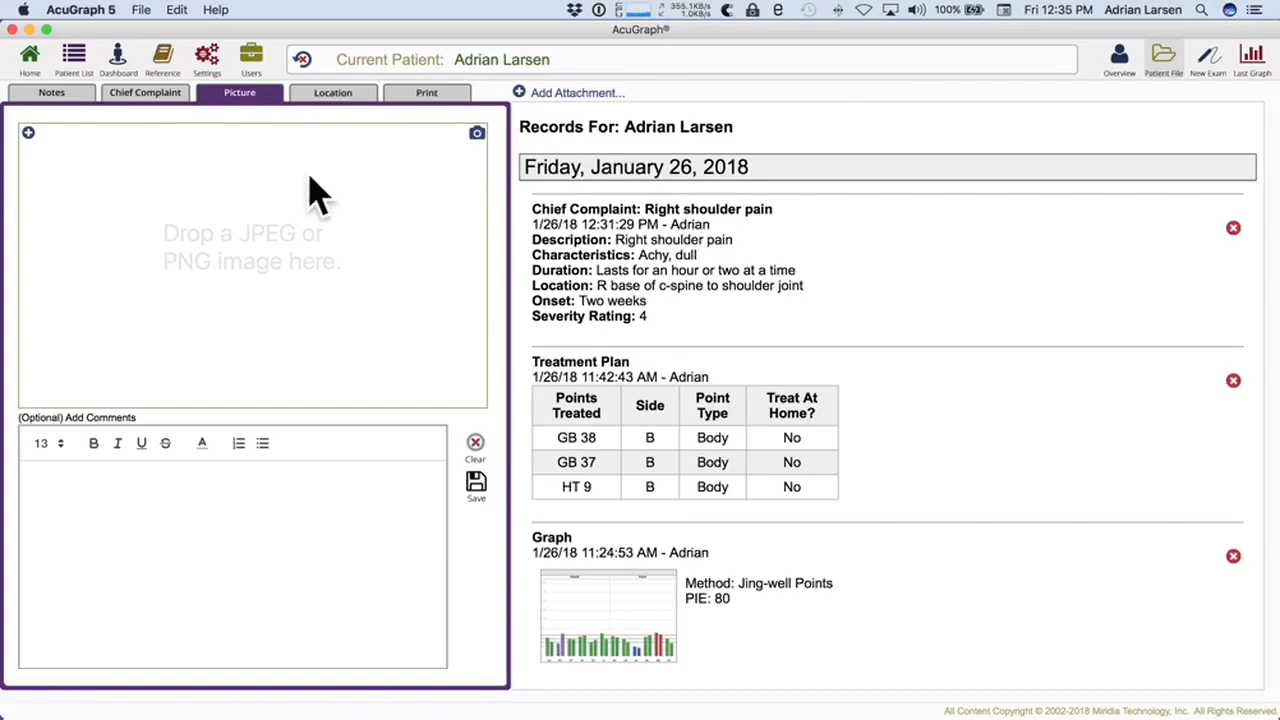 AcuGraph 5 File Edit Help 355.1KB/s 1.0KB/s 100% Fri 12:35 PM Adrian Larsen
AcuGraph®
Home Patient List Dashboard Reference Settings Users Current Patient: Adrian Larsen Overview Patient File New Exam Last Graph
Notes Chief Complaint Picture Location Print Add Attachment...
Drop a JPEG or
PNG image here.
(Optional) Add Comments
13 B I U S A
Clear
Save
Records For: Adrian Larsen
Friday, January 26, 2018
Chief Complaint: Right shoulder pain
1/26/18 12:31:29 PM - Adrian
Description: Right shoulder pain
Characteristics: Achy, dull
Duration: Lasts for an hour or two at a time
Location: R base of c-spine to shoulder joint
Onset: Two weeks
Severity Rating: 4
Treatment Plan
1/26/18 11:42:43 AM - Adrian
Points Treated Side Point Type Treat At Home?
GB 38 B Body No
GB 37 B Body No
HT 9 B Body No
Graph
1/26/18 11:24:53 AM - Adrian
Method: Jing-well Points
PIE: 80
All Content Copyright © 2002-2018 Miridia Technology, Inc. All Rights Reserved.